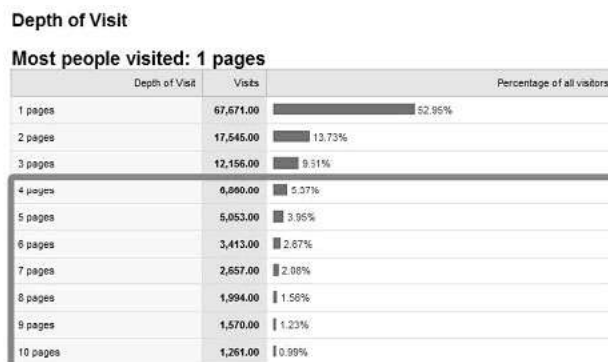 Depth of Visit
Most people visited: 1 pages
Depth of Visit Visits Percentage of all visitors
1 pages 67,671.00 52.95%
2 pages 17,545.00 13.73%
3 pages 12,156.00 9.51%
4 pages 6,860.00 5.37%
5 pages 5,053.00 3.95%
6 pages 3,413.00 2.67%
7 pages 2,657.00 2.08%
8 pages 1,994.00 1.56%
9 pages 1,570.00 1.23%
10 pages 1,261.00 0.99%